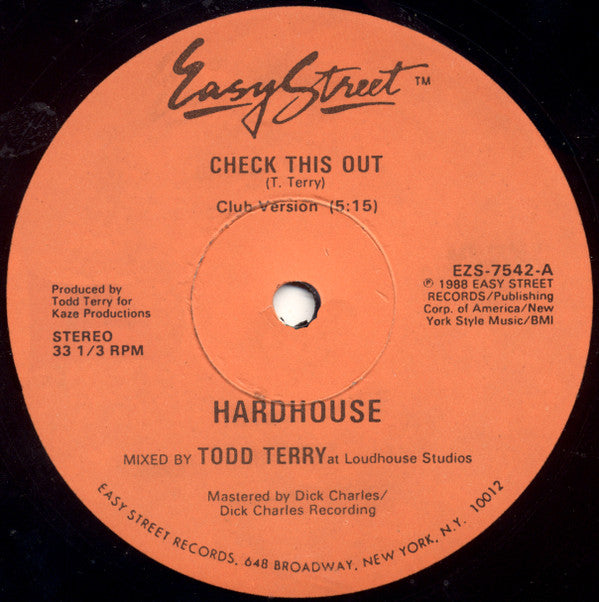 Easy Street ™
CHECK THIS OUT
(T. Terry)
Club Version (5:15)
EZS-7542-A
℗ 1988 EASY STREET
RECORDS/Publishing
Corp. of America/New
York Style Music/BMI
Produced by
Todd Terry for
Kaze Productions
STEREO
33 1/3 RPM
HARDHOUSE
MIXED BY TODD TERRY at Loudhouse Studios
Mastered by Dick Charles/
Dick Charles Recording
EASY STREET RECORDS, 648 BROADWAY, NEW YORK, N.Y. 10012